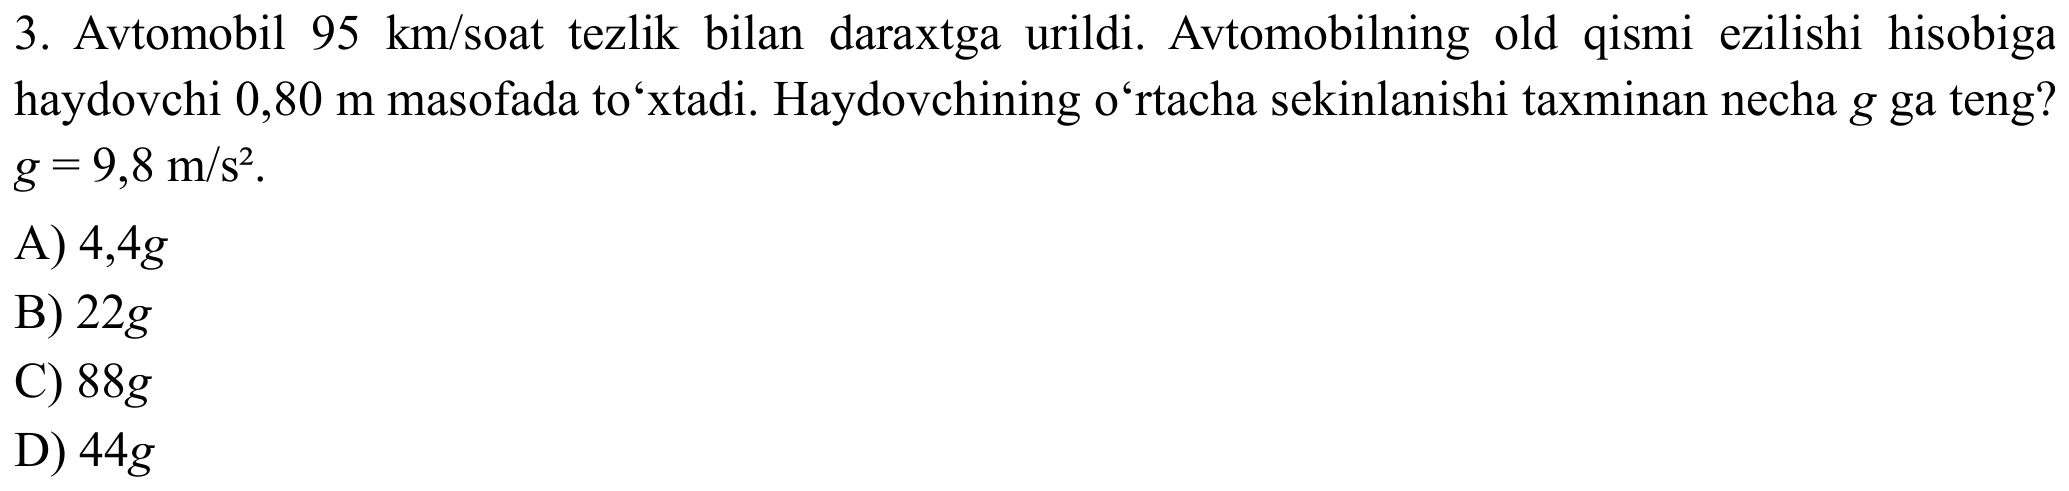 3. Avtomobil 95 km/soat tezlik bilan daraxtga urildi. Avtomobilning old qismi ezilishi hisobiga
haydovchi 0,80 m masofada to‘xtadi. Haydovchining o‘rtacha sekinlanishi taxminan necha g ga teng?
g = 9,8 m/s².
A) 4,4g
B) 22g
C) 88g
D) 44g